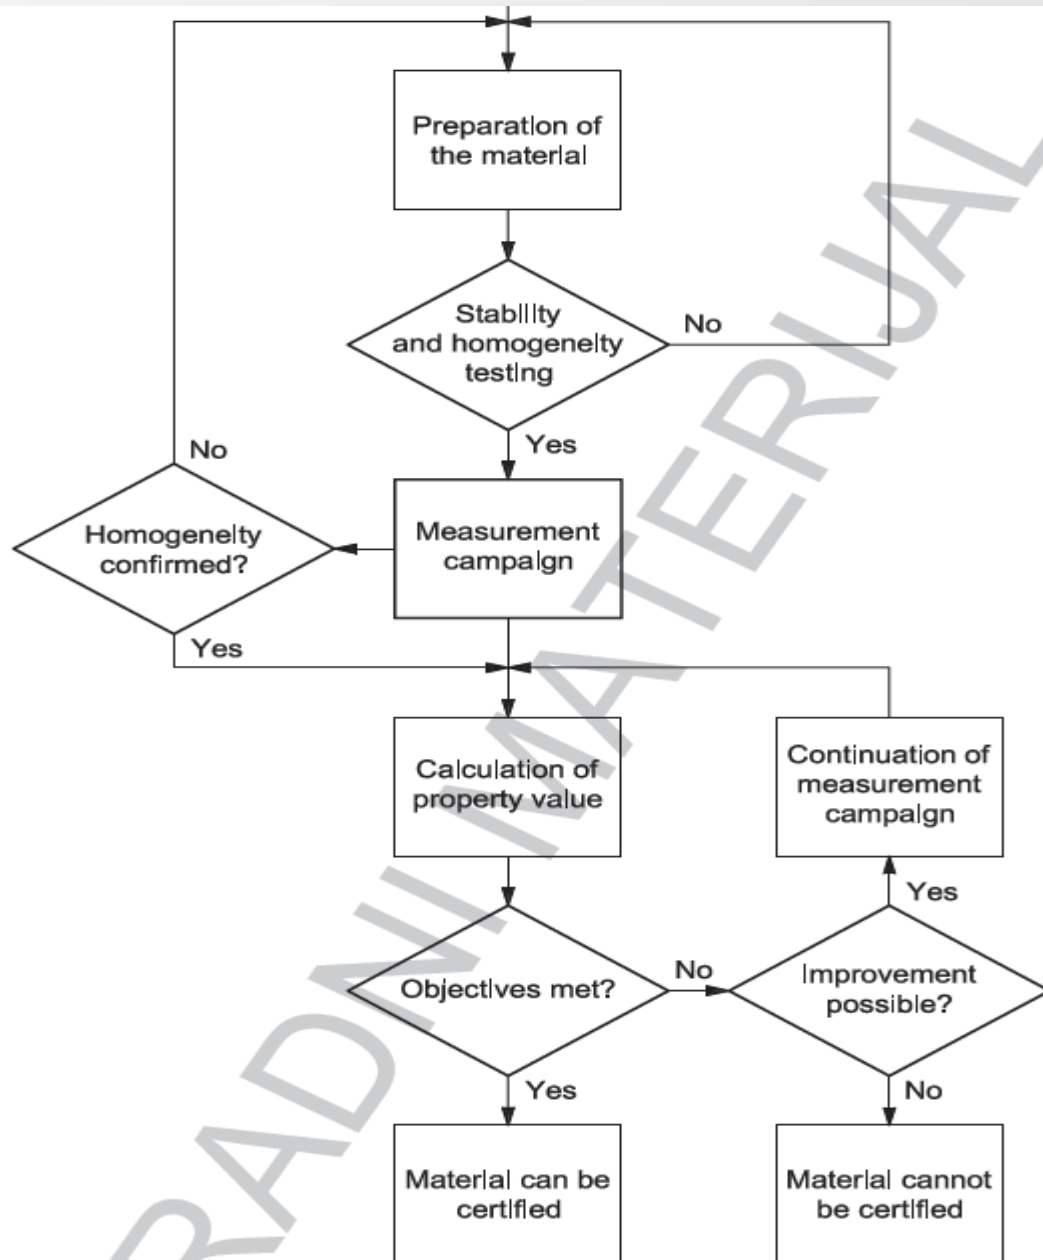 Preparation of
the material
Stability
and homogeneity
testing
No
Yes
No
Homogeneity
confirmed?
Measurement
campaign
Yes
Calculation of
property value
Continuation of
measurement
campaign
Yes
Objectives met?
No
Improvement
possible?
Yes
No
Material can be
certified
Material cannot
be certified
RADNI MATERIJAL